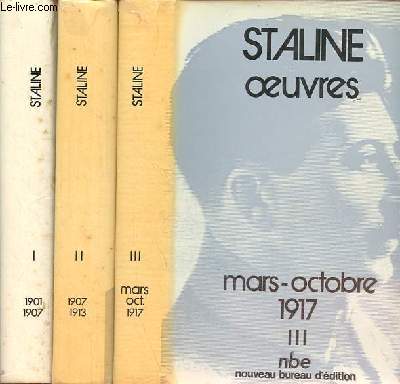 © le-livre.com
STALINE
I
1901
1907
STALINE
II
1907
1913
STALINE
III
mars
oct.
1917
STALINE
œuvres
mars-octobre
1917
III
nbe
nouveau bureau d'édition